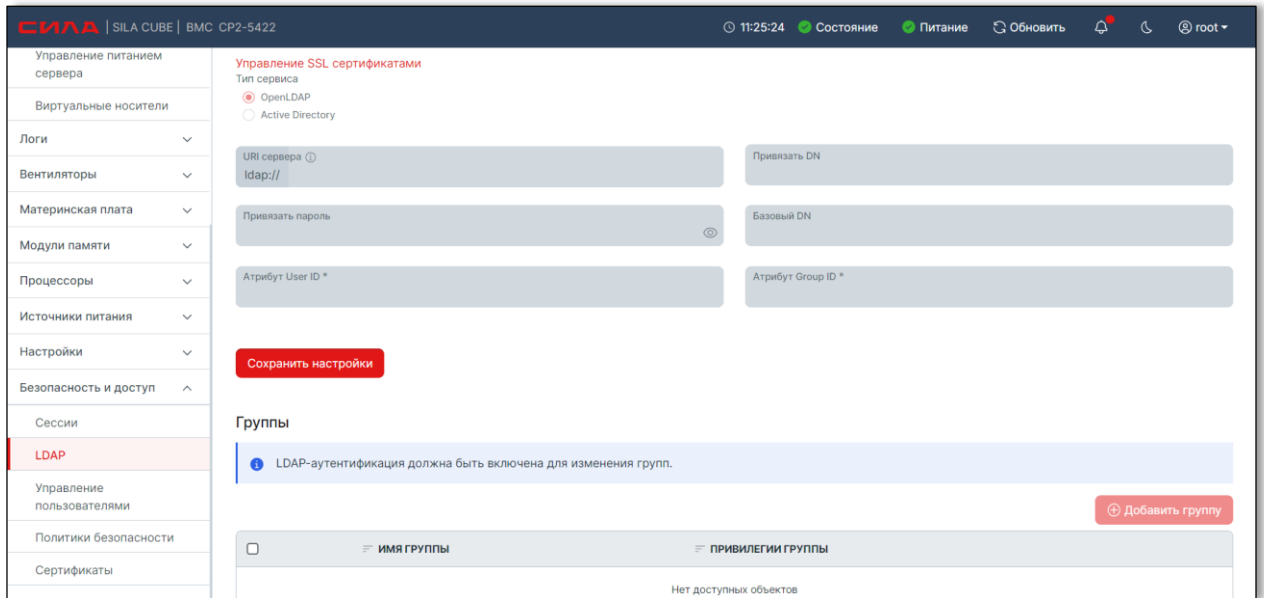 СИЛА | SILA CUBE | BMC CP2-5422
11:25:24 Состояние Питание Обновить root
Управление питанием
сервера
Виртуальные носители
Логи
Вентиляторы
Материнская плата
Модули памяти
Процессоры
Источники питания
Настройки
Безопасность и доступ
Сессии
LDAP
Управление
пользователями
Политики безопасности
Сертификаты
Управление SSL сертификатами
Тип сервиса
OpenLDAP
Active Directory
URI сервера
ldap://
Привязать DN
Привязать пароль
Базовый DN
Атрибут User ID *
Атрибут Group ID *
Сохранить настройки
Группы
LDAP-аутентификация должна быть включена для изменения групп.
Добавить группу
ИМЯ ГРУППЫ ПРИВИЛЕГИИ ГРУППЫ
Нет доступных объектов